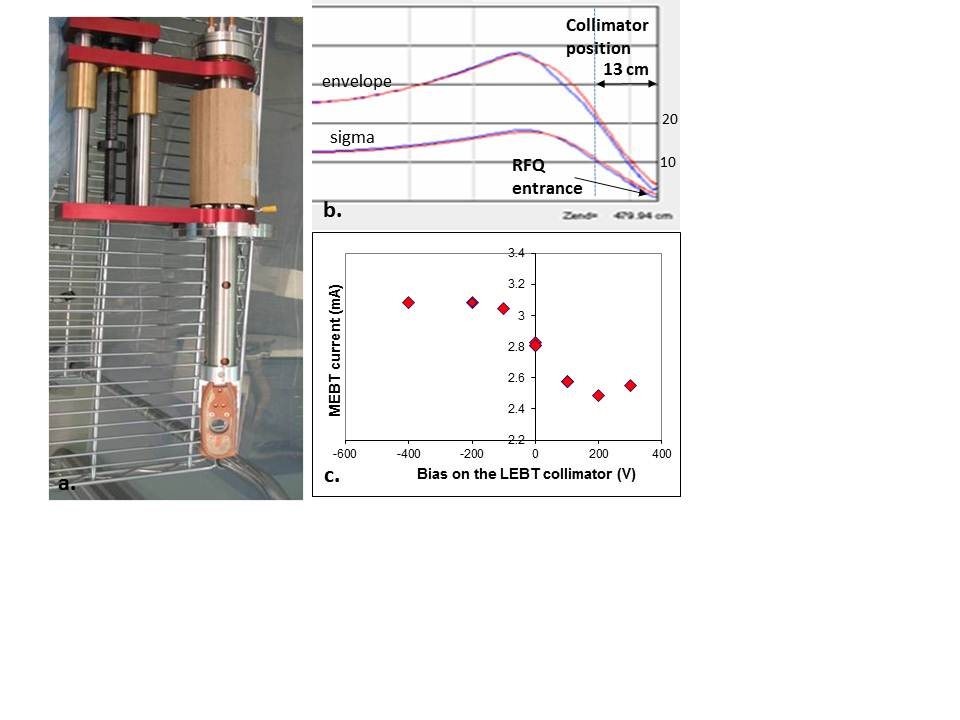 a.
Collimator
position
13 cm
envelope
20
sigma
10
RFQ
entrance
b.
Zend= 479.94 cm
3.4
3.2
3
2.8
2.6
2.4
2.2
MEBT current (mA)
-600 -400 -200 0 200 400
Bias on the LEBT collimator (V)
c.